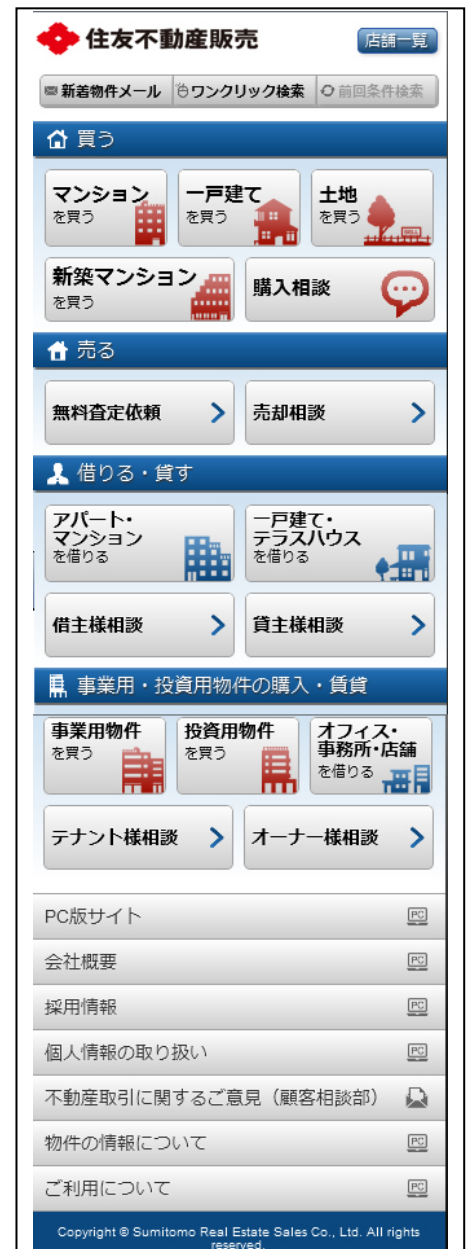 住友不動産販売
店舗一覧
新着物件メール
ワンクリック検索
前回条件検索
買う
マンション
を買う
一戸建て
を買う
土地
を買う
新築マンション
を買う
購入相談
売る
無料査定依頼
売却相談
借りる・貸す
アパート・
マンション
を借りる
一戸建て・
テラスハウス
を借りる
借主様相談
貸主様相談
事業用・投資用物件の購入・賃貸
事業用物件
を買う
投資用物件
を買う
オフィス・
事務所・店舗
を借りる
テナント様相談
オーナー様相談
PC版サイト
PC
会社概要
PC
採用情報
PC
個人情報の取り扱い
PC
不動産取引に関するご意見（顧客相談部）
物件の情報について
PC
ご利用について
PC
Copyright © Sumitomo Real Estate Sales Co., Ltd. All rights
reserved.